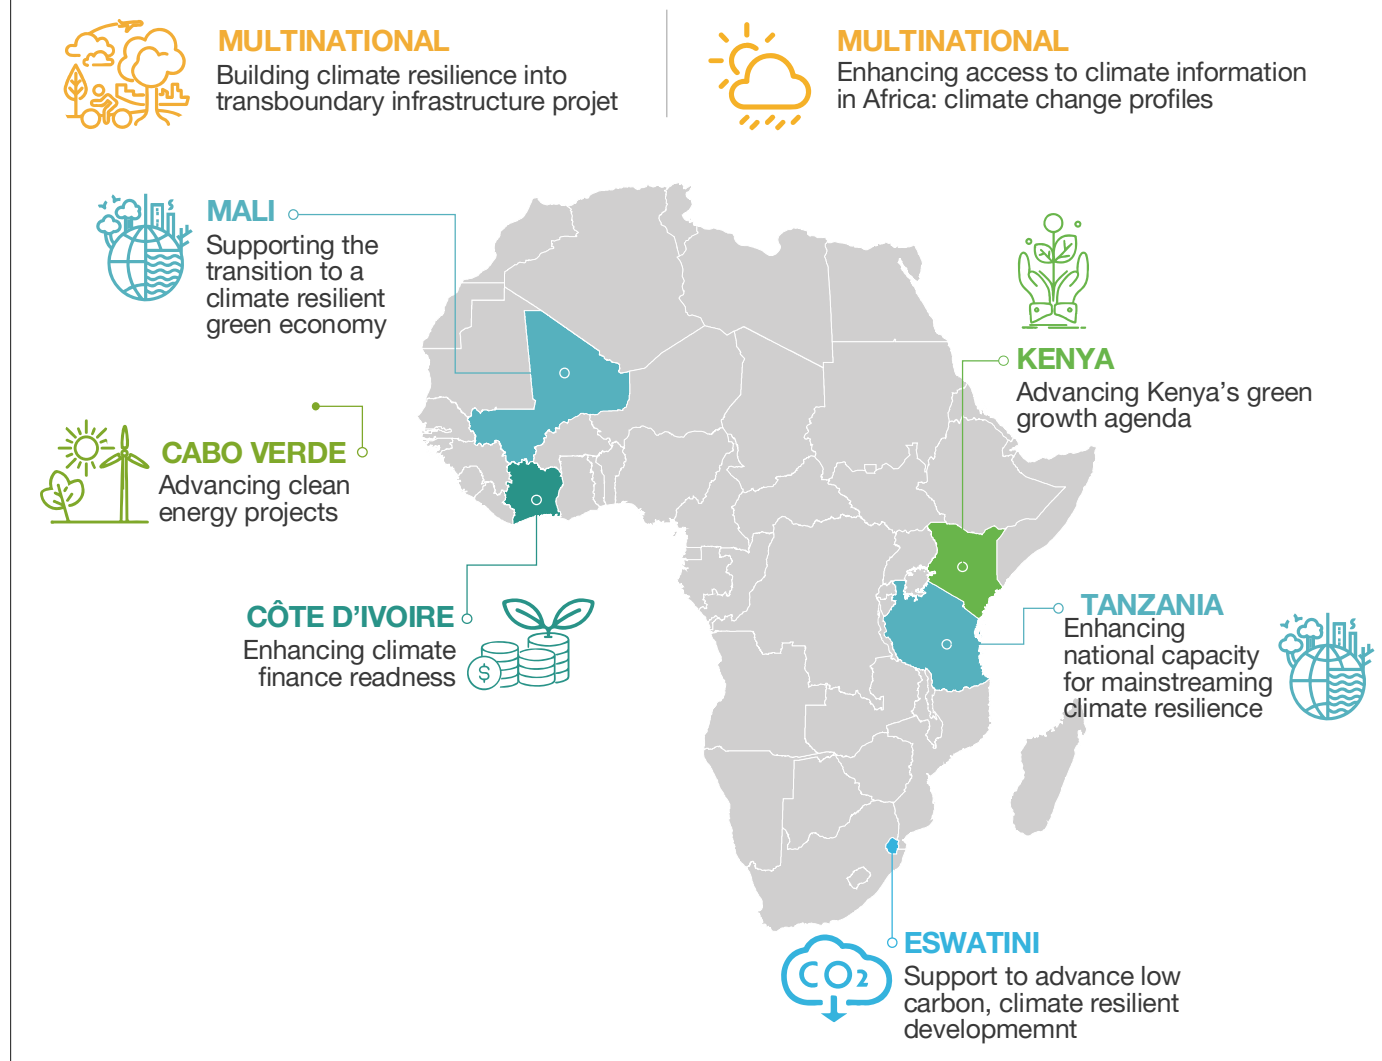 MULTINATIONAL
Building climate resilience into
transboundary infrastructure projet
MULTINATIONAL
Enhancing access to climate information
in Africa: climate change profiles
MALI
Supporting the
transition to a
climate resilient
green economy
KENYA
Advancing Kenya’s green
growth agenda
CABO VERDE
Advancing clean
energy projects
CÔTE D’IVOIRE
Enhancing climate
finance readness
$
TANZANIA
Enhancing
national capacity
for mainstreaming
climate resilience
ESWATINI
CO2
Support to advance low
carbon, climate resilient
developmemnt